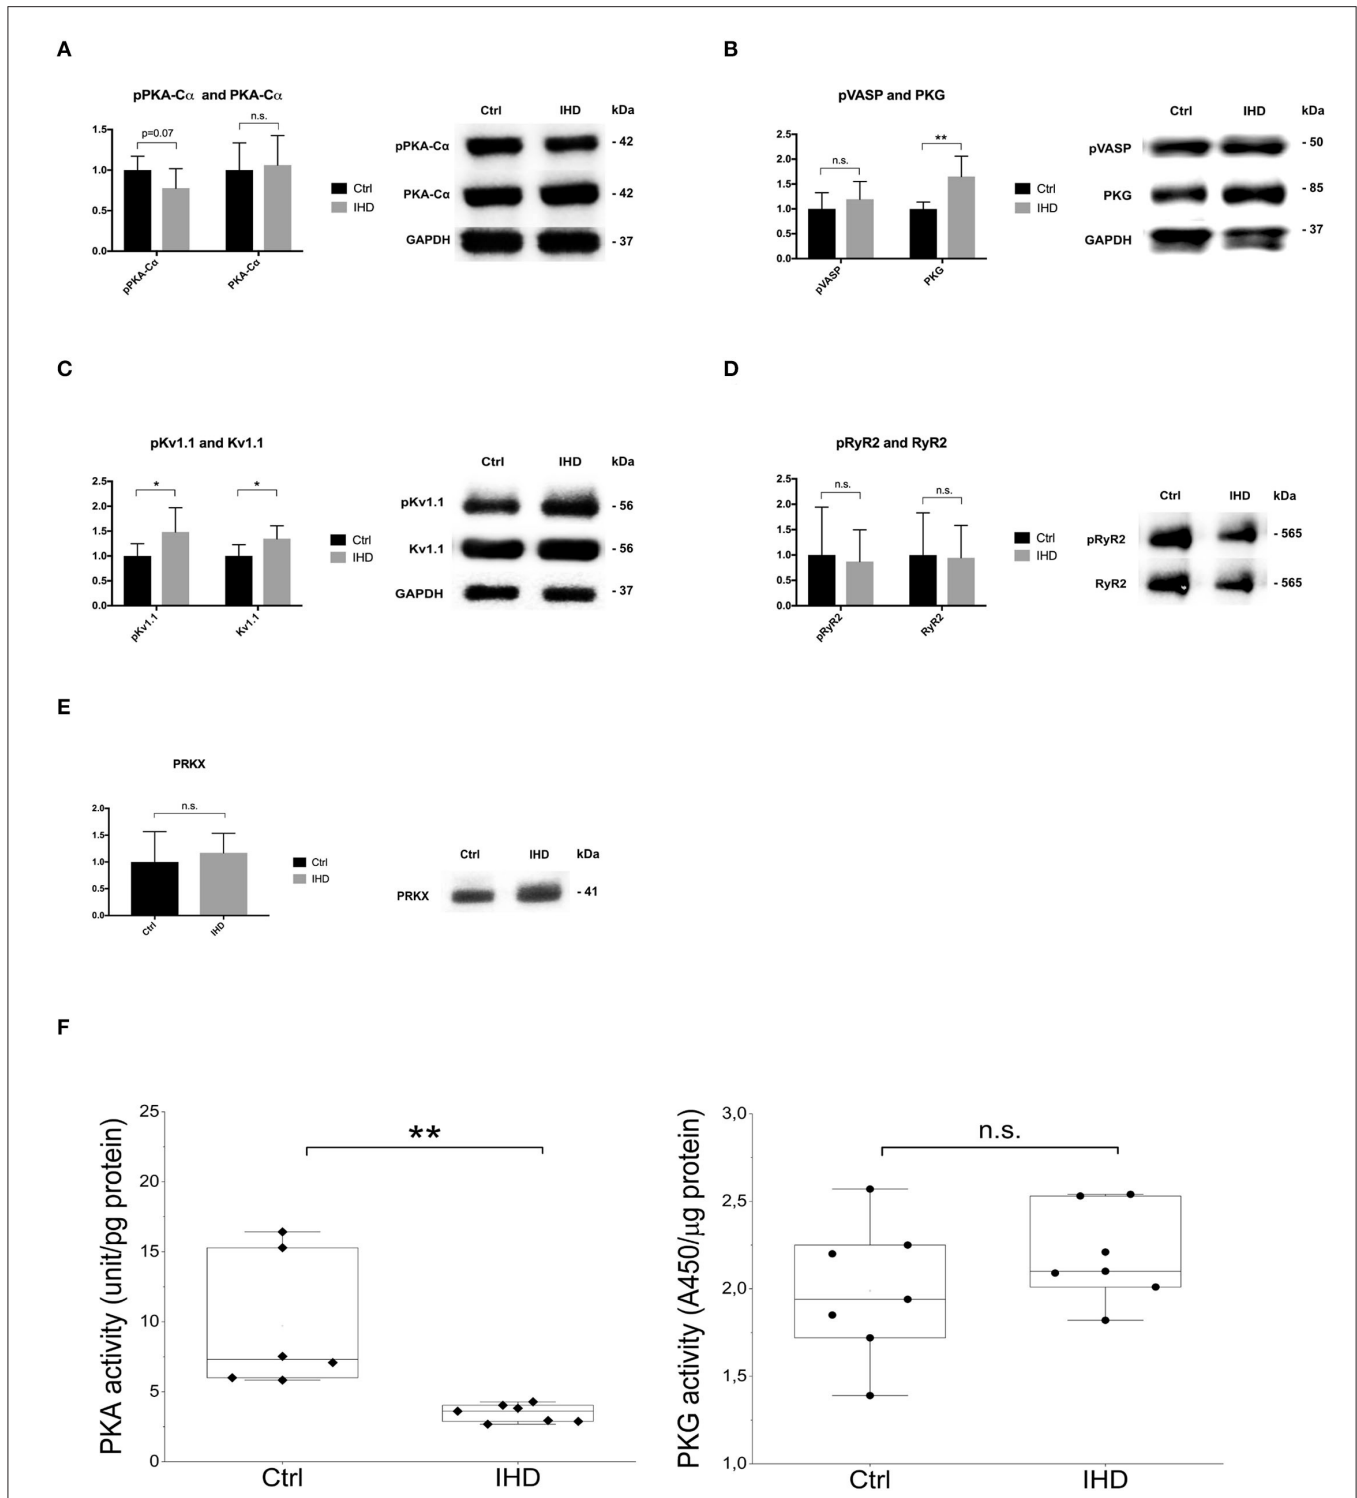 A
pPKA-Cα and PKA-Cα
1.5
1.0
0.5
0.0
p=0.07
n.s.
pPKA-Cα
PKA-Cα
Ctrl
IHD
Ctrl IHD kDa
pPKA-Cα - 42
PKA-Cα - 42
GAPDH - 37
B
pVASP and PKG
2.5
2.0
1.5
1.0
0.5
0.0
n.s.
**
pVASP
PKG
Ctrl
IHD
Ctrl IHD kDa
pVASP - 50
PKG - 85
GAPDH - 37
C
pKv1.1 and Kv1.1
2.5
2.0
1.5
1.0
0.5
0.0
*
*
pKv1.1
Kv1.1
Ctrl
IHD
Ctrl IHD kDa
pKv1.1 - 56
Kv1.1 - 56
GAPDH - 37
D
pRyR2 and RyR2
2.5
2.0
1.5
1.0
0.5
0.0
n.s.
n.s.
pRyR2
RyR2
Ctrl
IHD
Ctrl IHD kDa
pRyR2 - 565
RyR2 - 565
E
PRKX
2.0
1.5
1.0
0.5
0.0
n.s.
Ctrl
IHD
Ctrl
IHD
Ctrl IHD kDa
PRKX - 41
F
PKA activity (unit/pg protein)
25
20
15
10
5
0
**
Ctrl IHD
PKG activity (A450/µg protein)
3,0
2,5
2,0
1,5
1,0
n.s.
Ctrl IHD